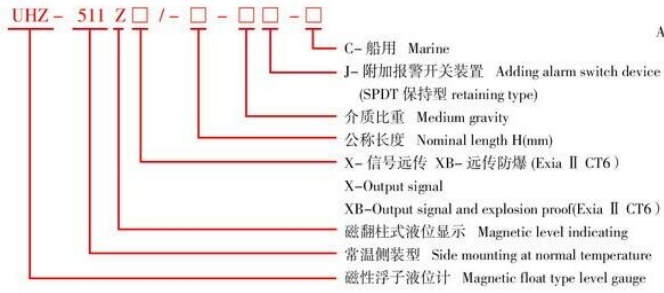 UHZ- 511 Z□ /- □ - □□ -□
A
C- 船用 Marine
J- 附加报警开关装置 Adding alarm switch device
(SPDT 保持型 retaining type)
介质比重 Medium gravity
公称长度 Nominal length H(mm)
X- 信号远传 XB- 远传防爆 (Exia Ⅱ CT6)
X-Output signal
XB-Output signal and explosion proof(Exia Ⅱ CT6)
磁翻柱式液位显示 Magnetic level indicating
常温侧装型 Side mounting at normal temperature
磁性浮子液位计 Magnetic float type level gauge